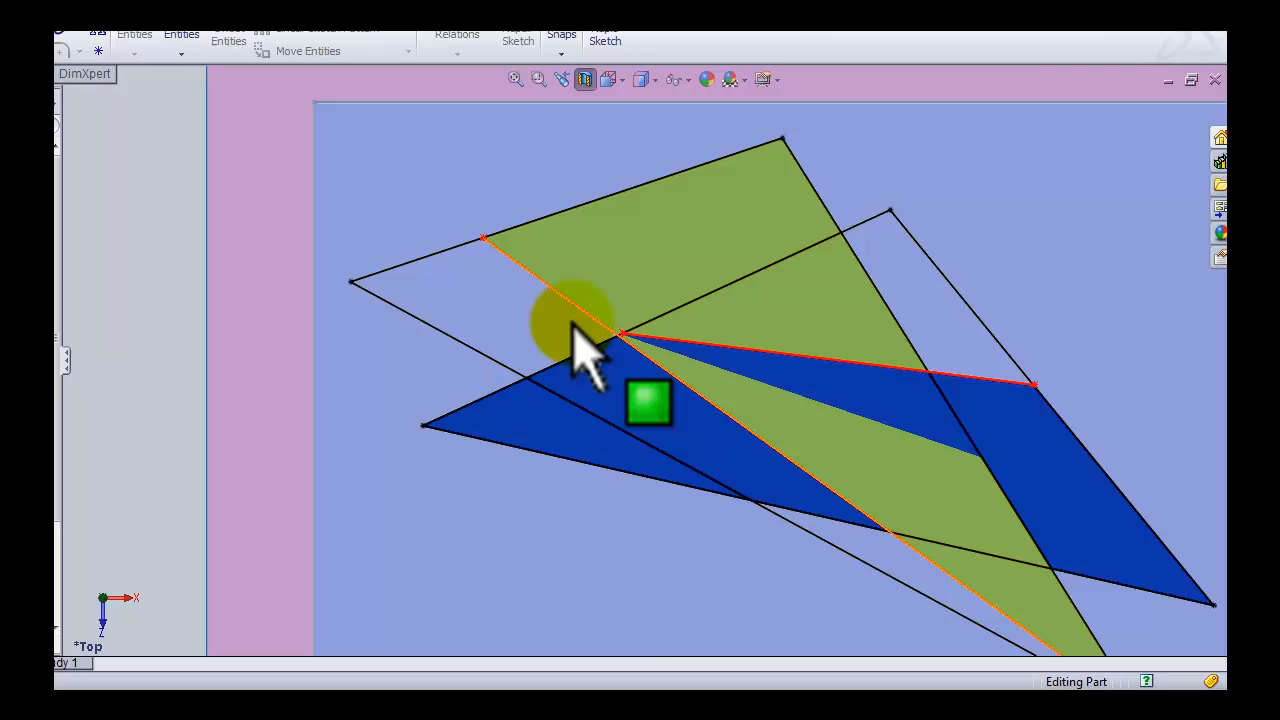 Entities
Entities
Entities
Move Entities
Relations
Sketch
Snaps
Sketch
DimXpert
X
Z
*Top
Editing Part